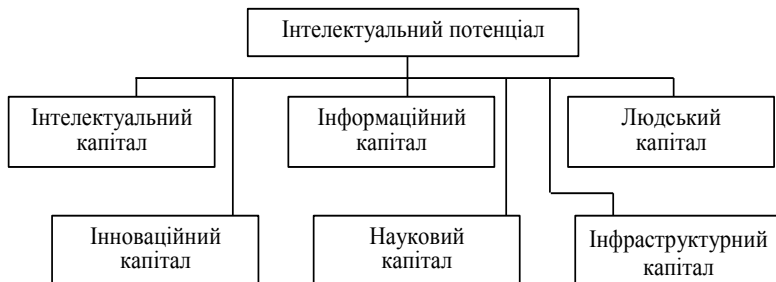 Інтелектуальний потенціал
Інтелектуальний
капітал
Інформаційний
капітал
Людський
капітал
Інноваційний
капітал
Науковий
капітал
Інфраструктурний
капітал